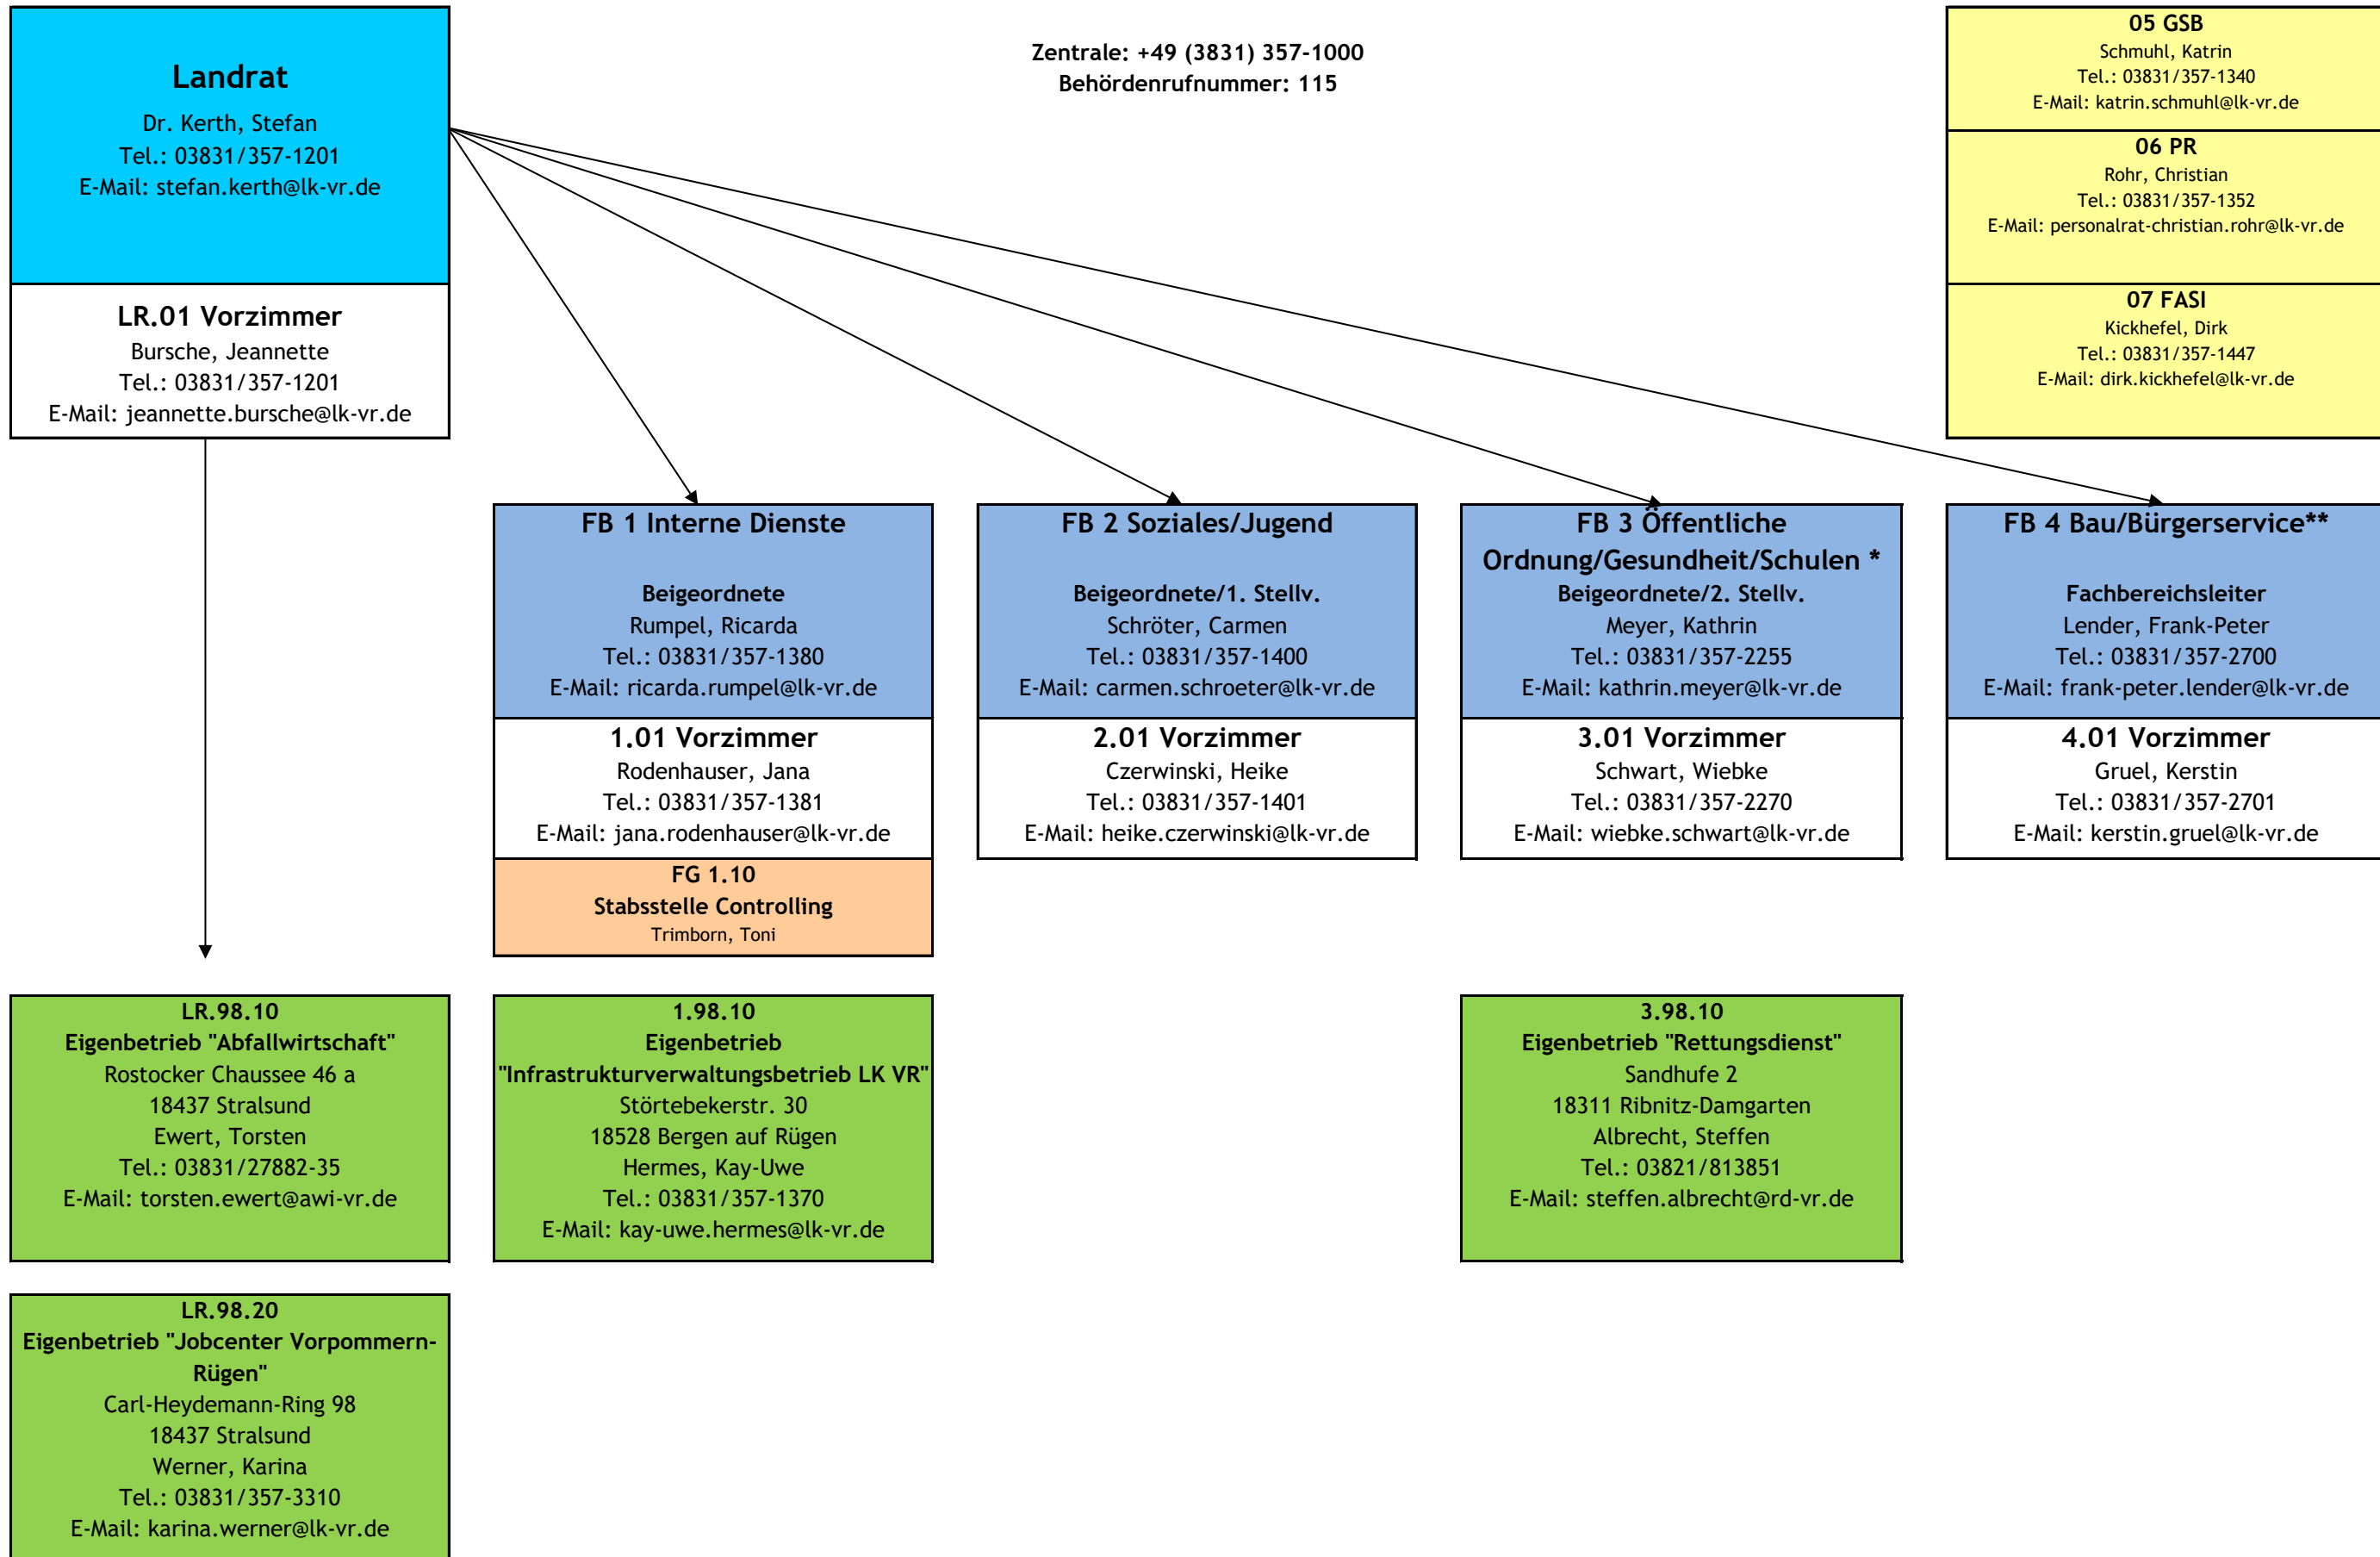 Landrat
Dr. Kerth, Stefan
Tel.: 03831/357-1201
E-Mail: stefan.kerth@lk-vr.de
LR.01 Vorzimmer
Bursche, Jeannette
Tel.: 03831/357-1201
E-Mail: jeannette.bursche@lk-vr.de
Zentrale: +49 (3831) 357-1000
Behördenrufnummer: 115
05 GSB
Schmuhl, Katrin
Tel.: 03831/357-1340
E-Mail: katrin.schmuhl@lk-vr.de
06 PR
Rohr, Christian
Tel.: 03831/357-1352
E-Mail: personalrat-christian.rohr@lk-vr.de
07 FASI
Kickhefel, Dirk
Tel.: 03831/357-1447
E-Mail: dirk.kickhefel@lk-vr.de
FB 1 Interne Dienste
Beigeordnete
Rumpel, Ricarda
Tel.: 03831/357-1380
E-Mail: ricarda.rumpel@lk-vr.de
1.01 Vorzimmer
Rodenhauser, Jana
Tel.: 03831/357-1381
E-Mail: jana.rodenhauser@lk-vr.de
FG 1.10
Stabsstelle Controlling
Trimborn, Toni
FB 2 Soziales/Jugend
Beigeordnete/1. Stellv.
Schröter, Carmen
Tel.: 03831/357-1400
E-Mail: carmen.schroeter@lk-vr.de
2.01 Vorzimmer
Czerwinski, Heike
Tel.: 03831/357-1401
E-Mail: heike.czerwinski@lk-vr.de
FB 3 Öffentliche
Ordnung/Gesundheit/Schulen *
Beigeordnete/2. Stellv.
Meyer, Kathrin
Tel.: 03831/357-2255
E-Mail: kathrin.meyer@lk-vr.de
3.01 Vorzimmer
Schwart, Wiebke
Tel.: 03831/357-2270
E-Mail: wiebke.schwart@lk-vr.de
FB 4 Bau/Bürgerservice**
Fachbereichsleiter
Lender, Frank-Peter
Tel.: 03831/357-2700
E-Mail: frank-peter.lender@lk-vr.de
4.01 Vorzimmer
Gruel, Kerstin
Tel.: 03831/357-2701
E-Mail: kerstin.gruel@lk-vr.de
LR.98.10
Eigenbetrieb "Abfallwirtschaft"
Rostocker Chaussee 46 a
18437 Stralsund
Ewert, Torsten
Tel.: 03831/27882-35
E-Mail: torsten.ewert@awi-vr.de
1.98.10
Eigenbetrieb
"Infrastrukturverwaltungsbetrieb LK VR"
Störtebekerstr. 30
18528 Bergen auf Rügen
Hermes, Kay-Uwe
Tel.: 03831/357-1370
E-Mail: kay-uwe.hermes@lk-vr.de
3.98.10
Eigenbetrieb "Rettungsdienst"
Sandhufe 2
18311 Ribnitz-Damgarten
Albrecht, Steffen
Tel.: 03821/813851
E-Mail: steffen.albrecht@rd-vr.de
LR.98.20
Eigenbetrieb "Jobcenter Vorpommern-
Rügen"
Carl-Heydemann-Ring 98
18437 Stralsund
Werner, Karina
Tel.: 03831/357-3310
E-Mail: karina.werner@lk-vr.de